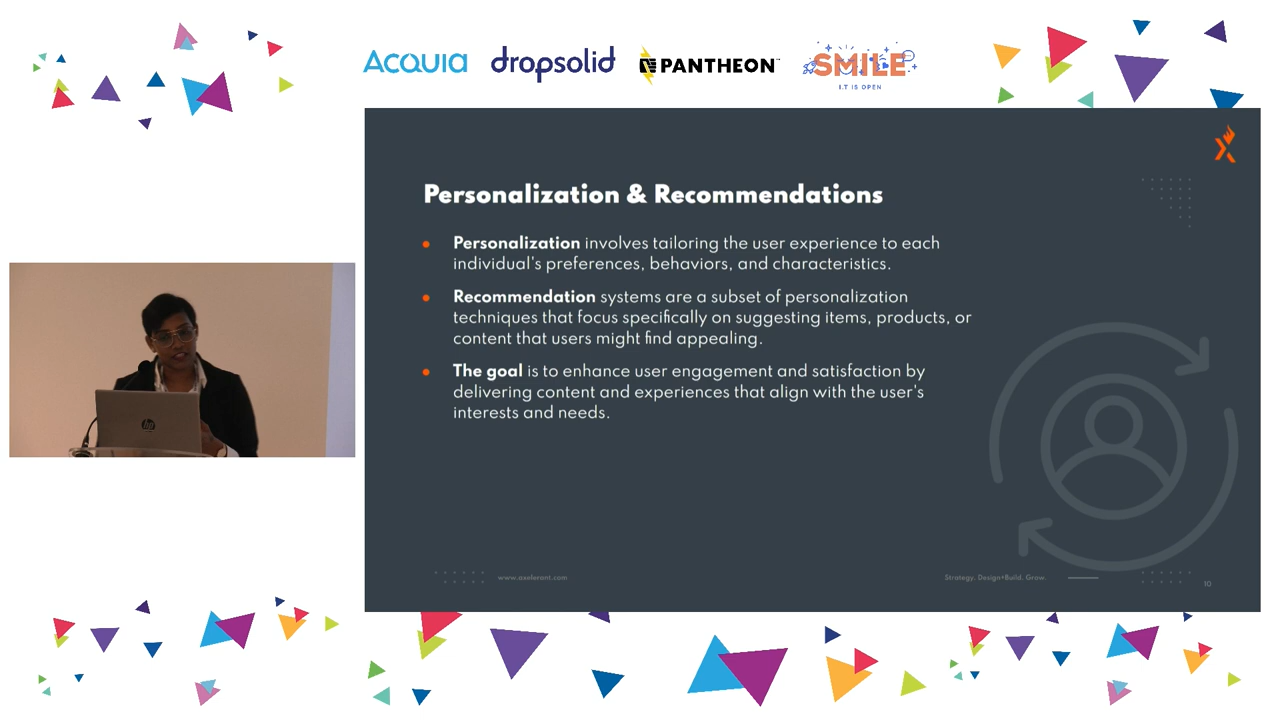 ACQUIA
dropsolid
PANTHEON
SMILE
I.T IS OPEN
Personalization & Recommendations
Personalization involves tailoring the user experience to each
individual's preferences, behaviors, and characteristics.
Recommendation systems are a subset of personalization
techniques that focus specifically on suggesting items, products, or
content that users might find appealing.
The goal is to enhance user engagement and satisfaction by
delivering content and experiences that align with the user's
interests and needs.
hp
www.axelerant.com
Strategy. Design+Build. Grow.
10